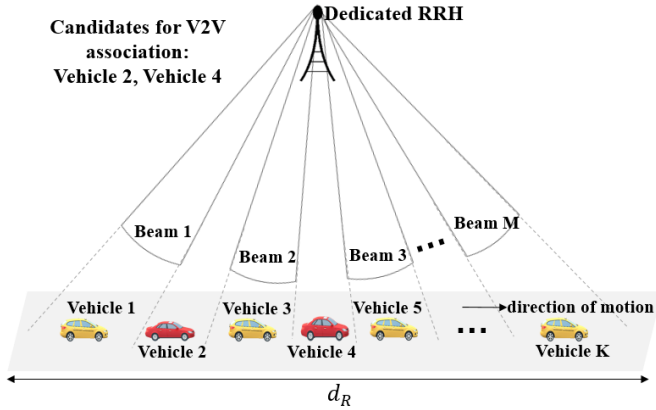 Dedicated RRH
Candidates for V2V
association:
Vehicle 2, Vehicle 4
Beam 1
Beam 2
Beam 3
...
Beam M
Vehicle 1
Vehicle 2
Vehicle 3
Vehicle 4
Vehicle 5
direction of motion
...
Vehicle K
d_R